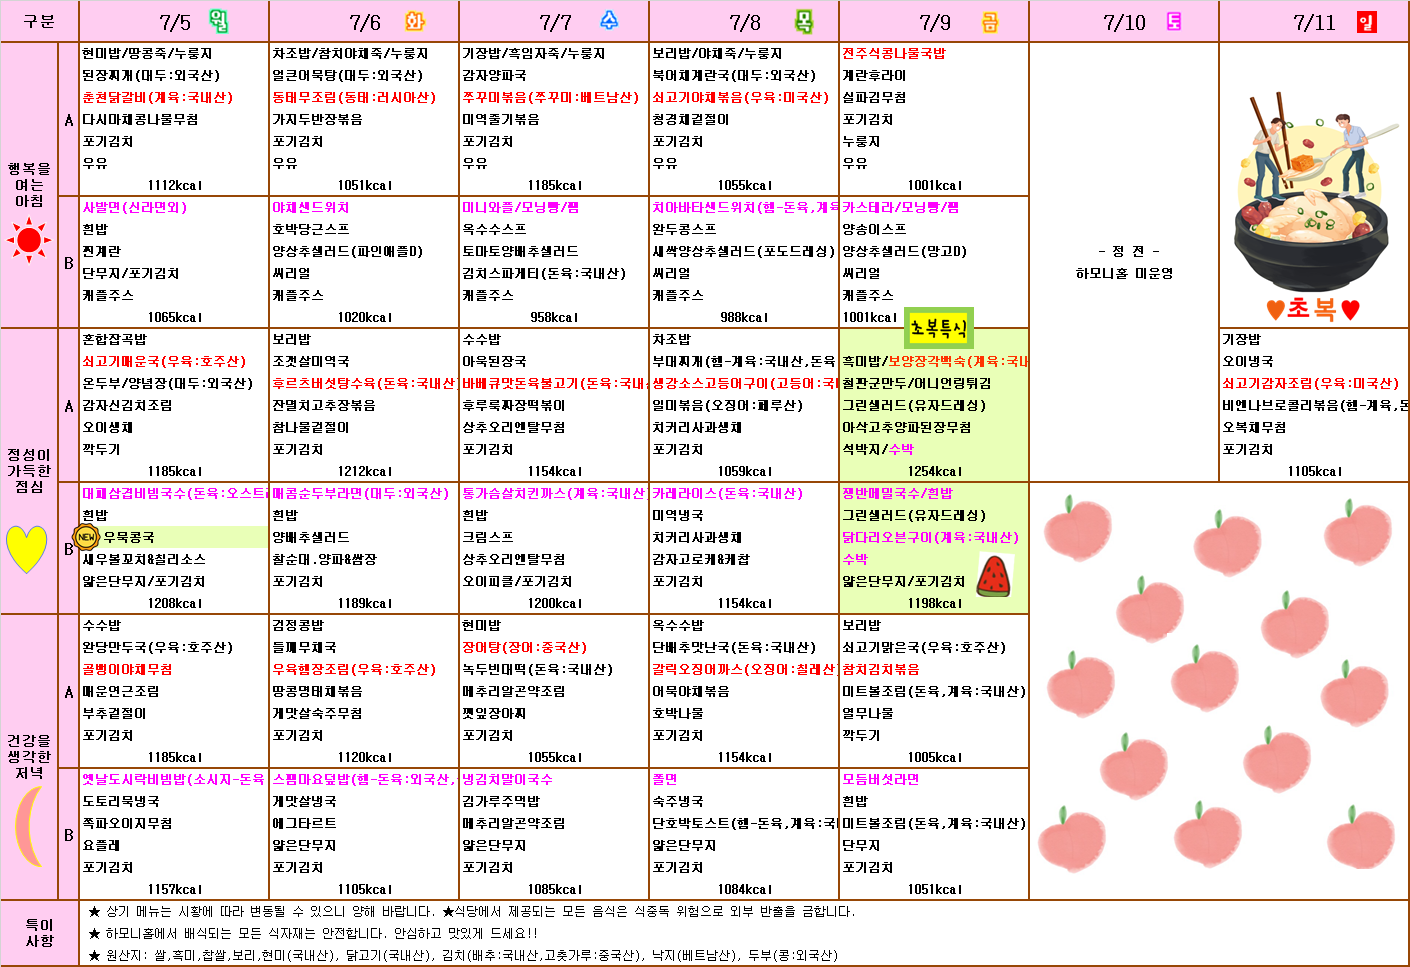 구분
7/5 월
7/6 화
7/7 수
7/8 목
7/9 금
7/10 토
7/11 일
행복을
여는
아침
A
현미밥/땅콩죽/누룽지
된장찌개(대두:외국산)
춘천닭갈비(계육:국내산)
다시마채콩나물무침
포기김치
우유
1112kcal
차조밥/참치야채죽/누룽지
얼큰어묵탕(대두:외국산)
동태무조림(동태:러시아산)
가지두반장볶음
포기김치
우유
1051kcal
기장밥/흑임자죽/누룽지
감자양파국
쭈꾸미볶음(쭈꾸미:베트남산)
미역줄기볶음
포기김치
우유
1185kcal
보리밥/야채죽/누룽지
북어채계란국(대두:외국산)
쇠고기야채볶음(우육:미국산)
청경채겉절이
포기김치
우유
1055kcal
전주식콩나물국밥
계란후라이
실파김무침
포기김치
누룽지
우유
1001kcal
B
사발면(신라면외)
흰밥
찐계란
단무지/포기김치
캐플주스
1065kcal
야채샌드위치
호박당근스프
양상추샐러드(파인애플D)
씨리얼
캐플주스
1020kcal
미니와플/모닝빵/잼
옥수수스프
토마토양배추샐러드
김치스파게티(돈육:국내산)
캐플주스
958kcal
치아바타샌드위치(햄-돈육,계육
완두콩스프
새싹양상추샐러드(포도드레싱)
씨리얼
캐플주스
988kcal
카스테라/모닝빵/잼
양송이스프
양상추샐러드(망고D)
씨리얼
캐플주스
1001kcal
- 정 전 -
하모니홀 미운영
초복
정성이
가득한
점심
A
혼합잡곡밥
쇠고기매운국(우육:호주산)
온두부/양념장(대두:외국산)
감자신김치조림
오이생채
깍두기
1185kcal
보리밥
조갯살미역국
후르츠버섯탕수육(돈육:국내산)
잔멸치고추장볶음
참나물겉절이
포기김치
1212kcal
수수밥
아욱된장국
바베큐맛돈육불고기(돈육:국내산
후루룩짜장떡볶이
상추오리엔탈무침
포기김치
1154kcal
차조밥
부대찌개(햄-계육:국내산,돈육
생강소스고등어구이(고등어:국내
일미볶음(오징어:페루산)
치커리사과생채
포기김치
1059kcal
초복특식
흑미밥/보양장각백숙(계육:국내
철판군만두/어니언링튀김
그린샐러드(유자드레싱)
아삭고추양파된장무침
석박지/수박
1254kcal
기장밥
오이냉국
쇠고기감자조림(우육:미국산)
비엔나브로콜리볶음(햄-계육,돈
오복채무침
포기김치
1105kcal
B
대패삼겹비빔국수(돈육:오스트리
흰밥
NEW 우묵콩국
새우볼꼬치&칠리소스
얇은단무지/포기김치
1208kcal
매콤순두부라면(대두:외국산)
흰밥
양배추샐러드
찰순대.양파&쌈장
포기김치
1189kcal
통가슴살치킨까스(계육:국내산)
흰밥
크림스프
상추오리엔탈무침
오이피클/포기김치
1200kcal
카레라이스(돈육:국내산)
미역냉국
치커리사과생채
감자고로케&케찹
포기김치
1154kcal
쟁반메밀국수/흰밥
그린샐러드(유자드레싱)
닭다리오븐구이(계육:국내산)
수박
얇은단무지/포기김치
1198kcal
건강을
생각한
저녁
A
수수밥
완당만두국(우육:호주산)
골뱅이야채무침
매운연근조림
부추겉절이
포기김치
1185kcal
검정콩밥
들깨무채국
우육햄장조림(우육:호주산)
땅콩명태채볶음
게맛살숙주무침
포기김치
1120kcal
현미밥
장어탕(장어:중국산)
녹두빈대떡(돈육:국내산)
메추리알곤약조림
깻잎장아찌
포기김치
1055kcal
옥수수밥
단배추맛난국(돈육:국내산)
갈릭오징어까스(오징어:칠레산)
어묵야채볶음
호박나물
포기김치
1154kcal
보리밥
쇠고기맑은국(우육:호주산)
참치김치볶음
미트볼조림(돈육,계육:국내산)
열무나물
깍두기
1005kcal
B
옛날도시락비빔밥(소시지-돈육
도토리묵냉국
쪽파오이지무침
요플레
포기김치
1157kcal
스팸마요덮밥(햄-돈육:외국산,
게맛살냉국
에그타르트
얇은단무지
포기김치
1105kcal
냉김치말이국수
김가루주먹밥
메추리알곤약조림
얇은단무지
포기김치
1085kcal
쫄면
숙주냉국
단호박토스트(햄-돈육,계육:국내
얇은단무지
포기김치
1084kcal
모듬버섯라면
흰밥
미트볼조림(돈육,계육:국내산)
단무지
포기김치
1051kcal
특이
사항
★ 상기 메뉴는 시황에 따라 변동될 수 있으니 양해 바랍니다. ★식당에서 제공되는 모든 음식은 식중독 위험으로 외부 반출을 금합니다.
★ 하모니홀에서 배식되는 모든 식자재는 안전합니다. 안심하고 맛있게 드세요!!
★ 원산지: 쌀,흑미,찹쌀,보리,현미(국내산), 닭고기(국내산), 김치(배추:국내산,고춧가루:중국산), 낙지(베트남산), 두부(콩:외국산)